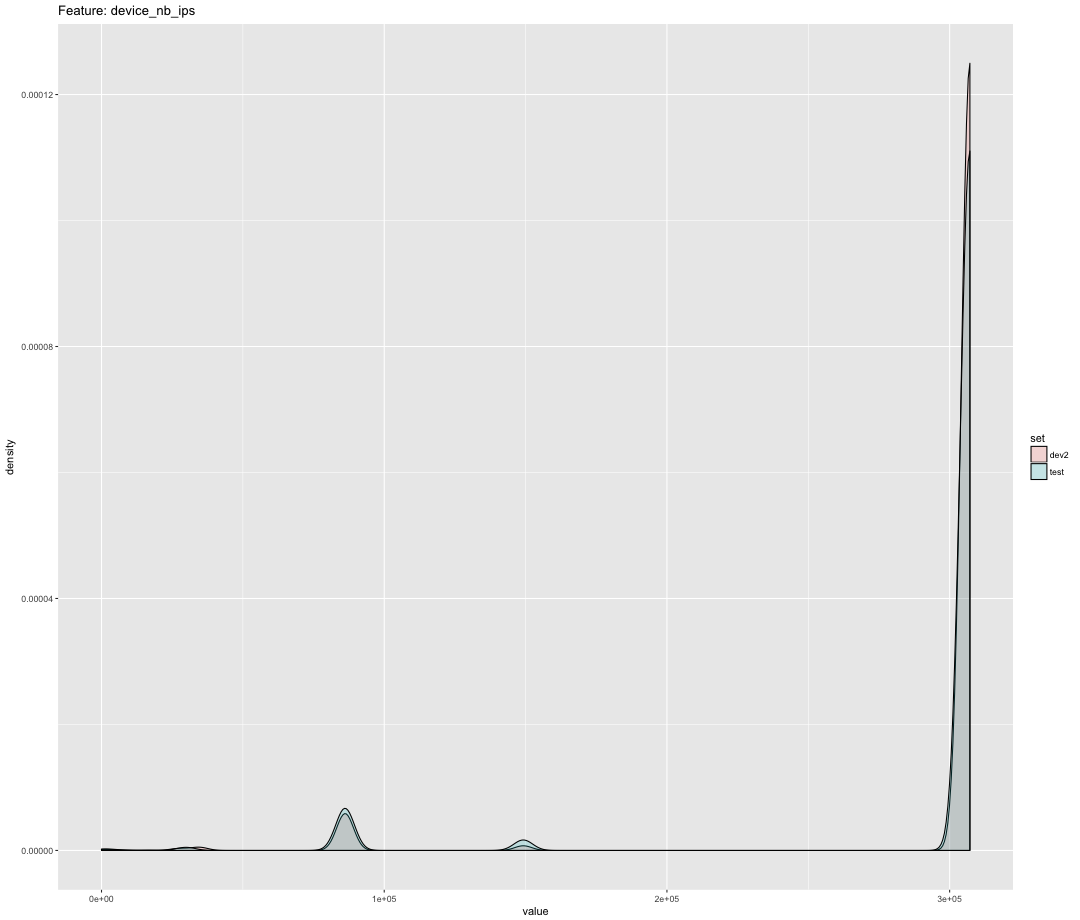 Feature: device_nb_ips
0.00012
0.00008
0.00004
0.00000
density
0e+00 1e+05 2e+05 3e+05
value
set
dev2
test